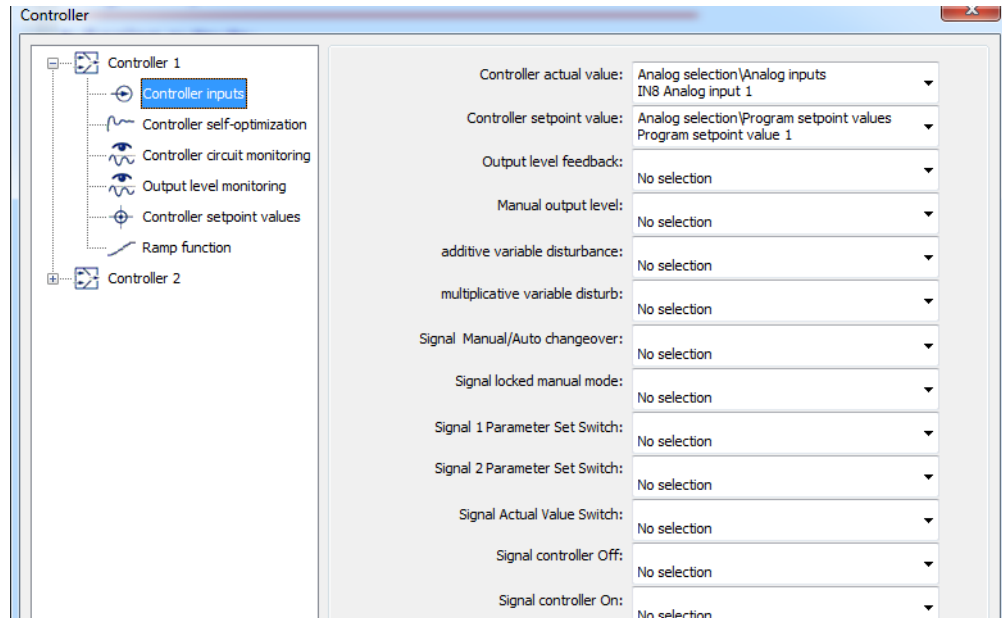 Controller
Controller 1
Controller inputs
Controller self-optimization
Controller circuit monitoring
Output level monitoring
Controller setpoint values
Ramp function
Controller 2
Controller actual value:
Analog selection\Analog inputs
IN8 Analog input 1
Controller setpoint value:
Analog selection\Program setpoint values
Program setpoint value 1
Output level feedback:
No selection
Manual output level:
No selection
additive variable disturbance:
No selection
multiplicative variable disturb:
No selection
Signal Manual/Auto changeover:
No selection
Signal locked manual mode:
No selection
Signal 1 Parameter Set Switch:
No selection
Signal 2 Parameter Set Switch:
No selection
Signal Actual Value Switch:
No selection
Signal controller Off:
No selection
Signal controller On:
No selection